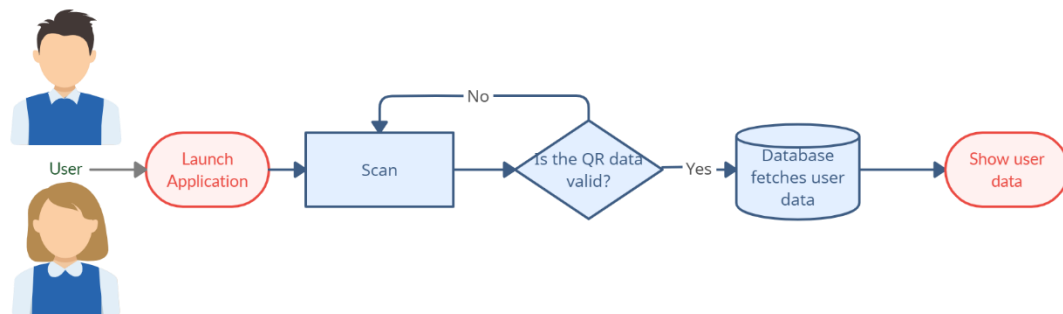 No
User
Launch
Application
Scan
Is the QR data
valid?
Yes
Database
fetches user
data
Show user
data